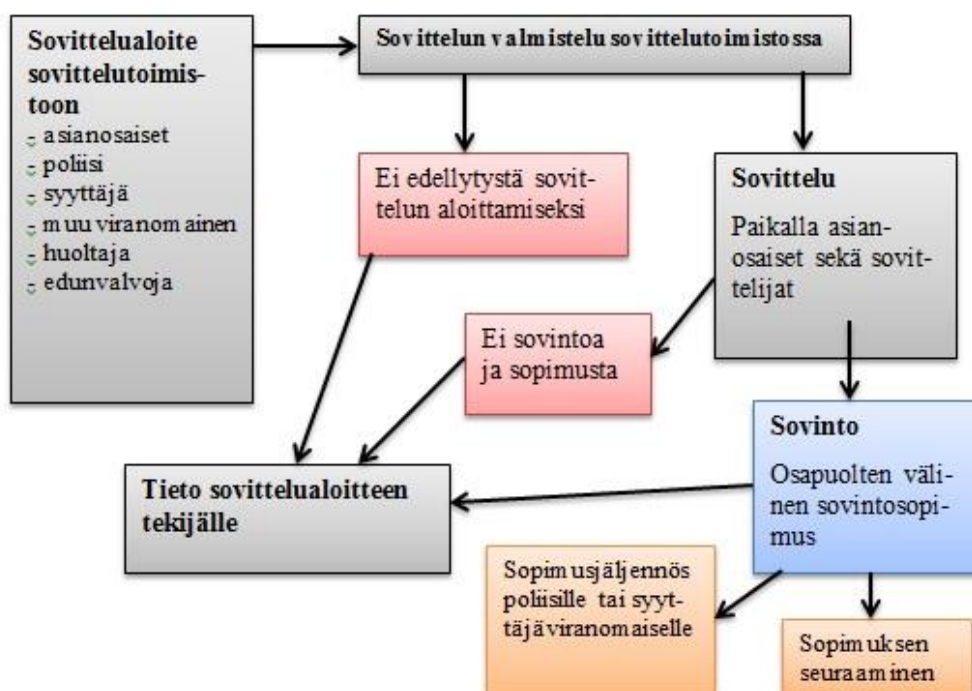 Sovittelualoite
sovittelutoimis-
toon
- asianosaiset
- poliisi
- syyttäjä
- muu viranomainen
- huoltaja
- edunvalvoja
Sovittelun valmistelu sovittelutoimistossa
Ei edellytystä sovit-
telun aloittamiseksi
Sovittelu
Paikalla asian-
osaiset sekä sovit-
telijat
Ei sovintoa
ja sopimusta
Sovinto
Osapuolten väli-
nen sovintosopi-
mus
Tieto sovittelualoitteen
tekijälle
Sopimusjäljennös
poliisille tai syyt-
täjäviranomaiselle
Sopimuksen
seuraaminen